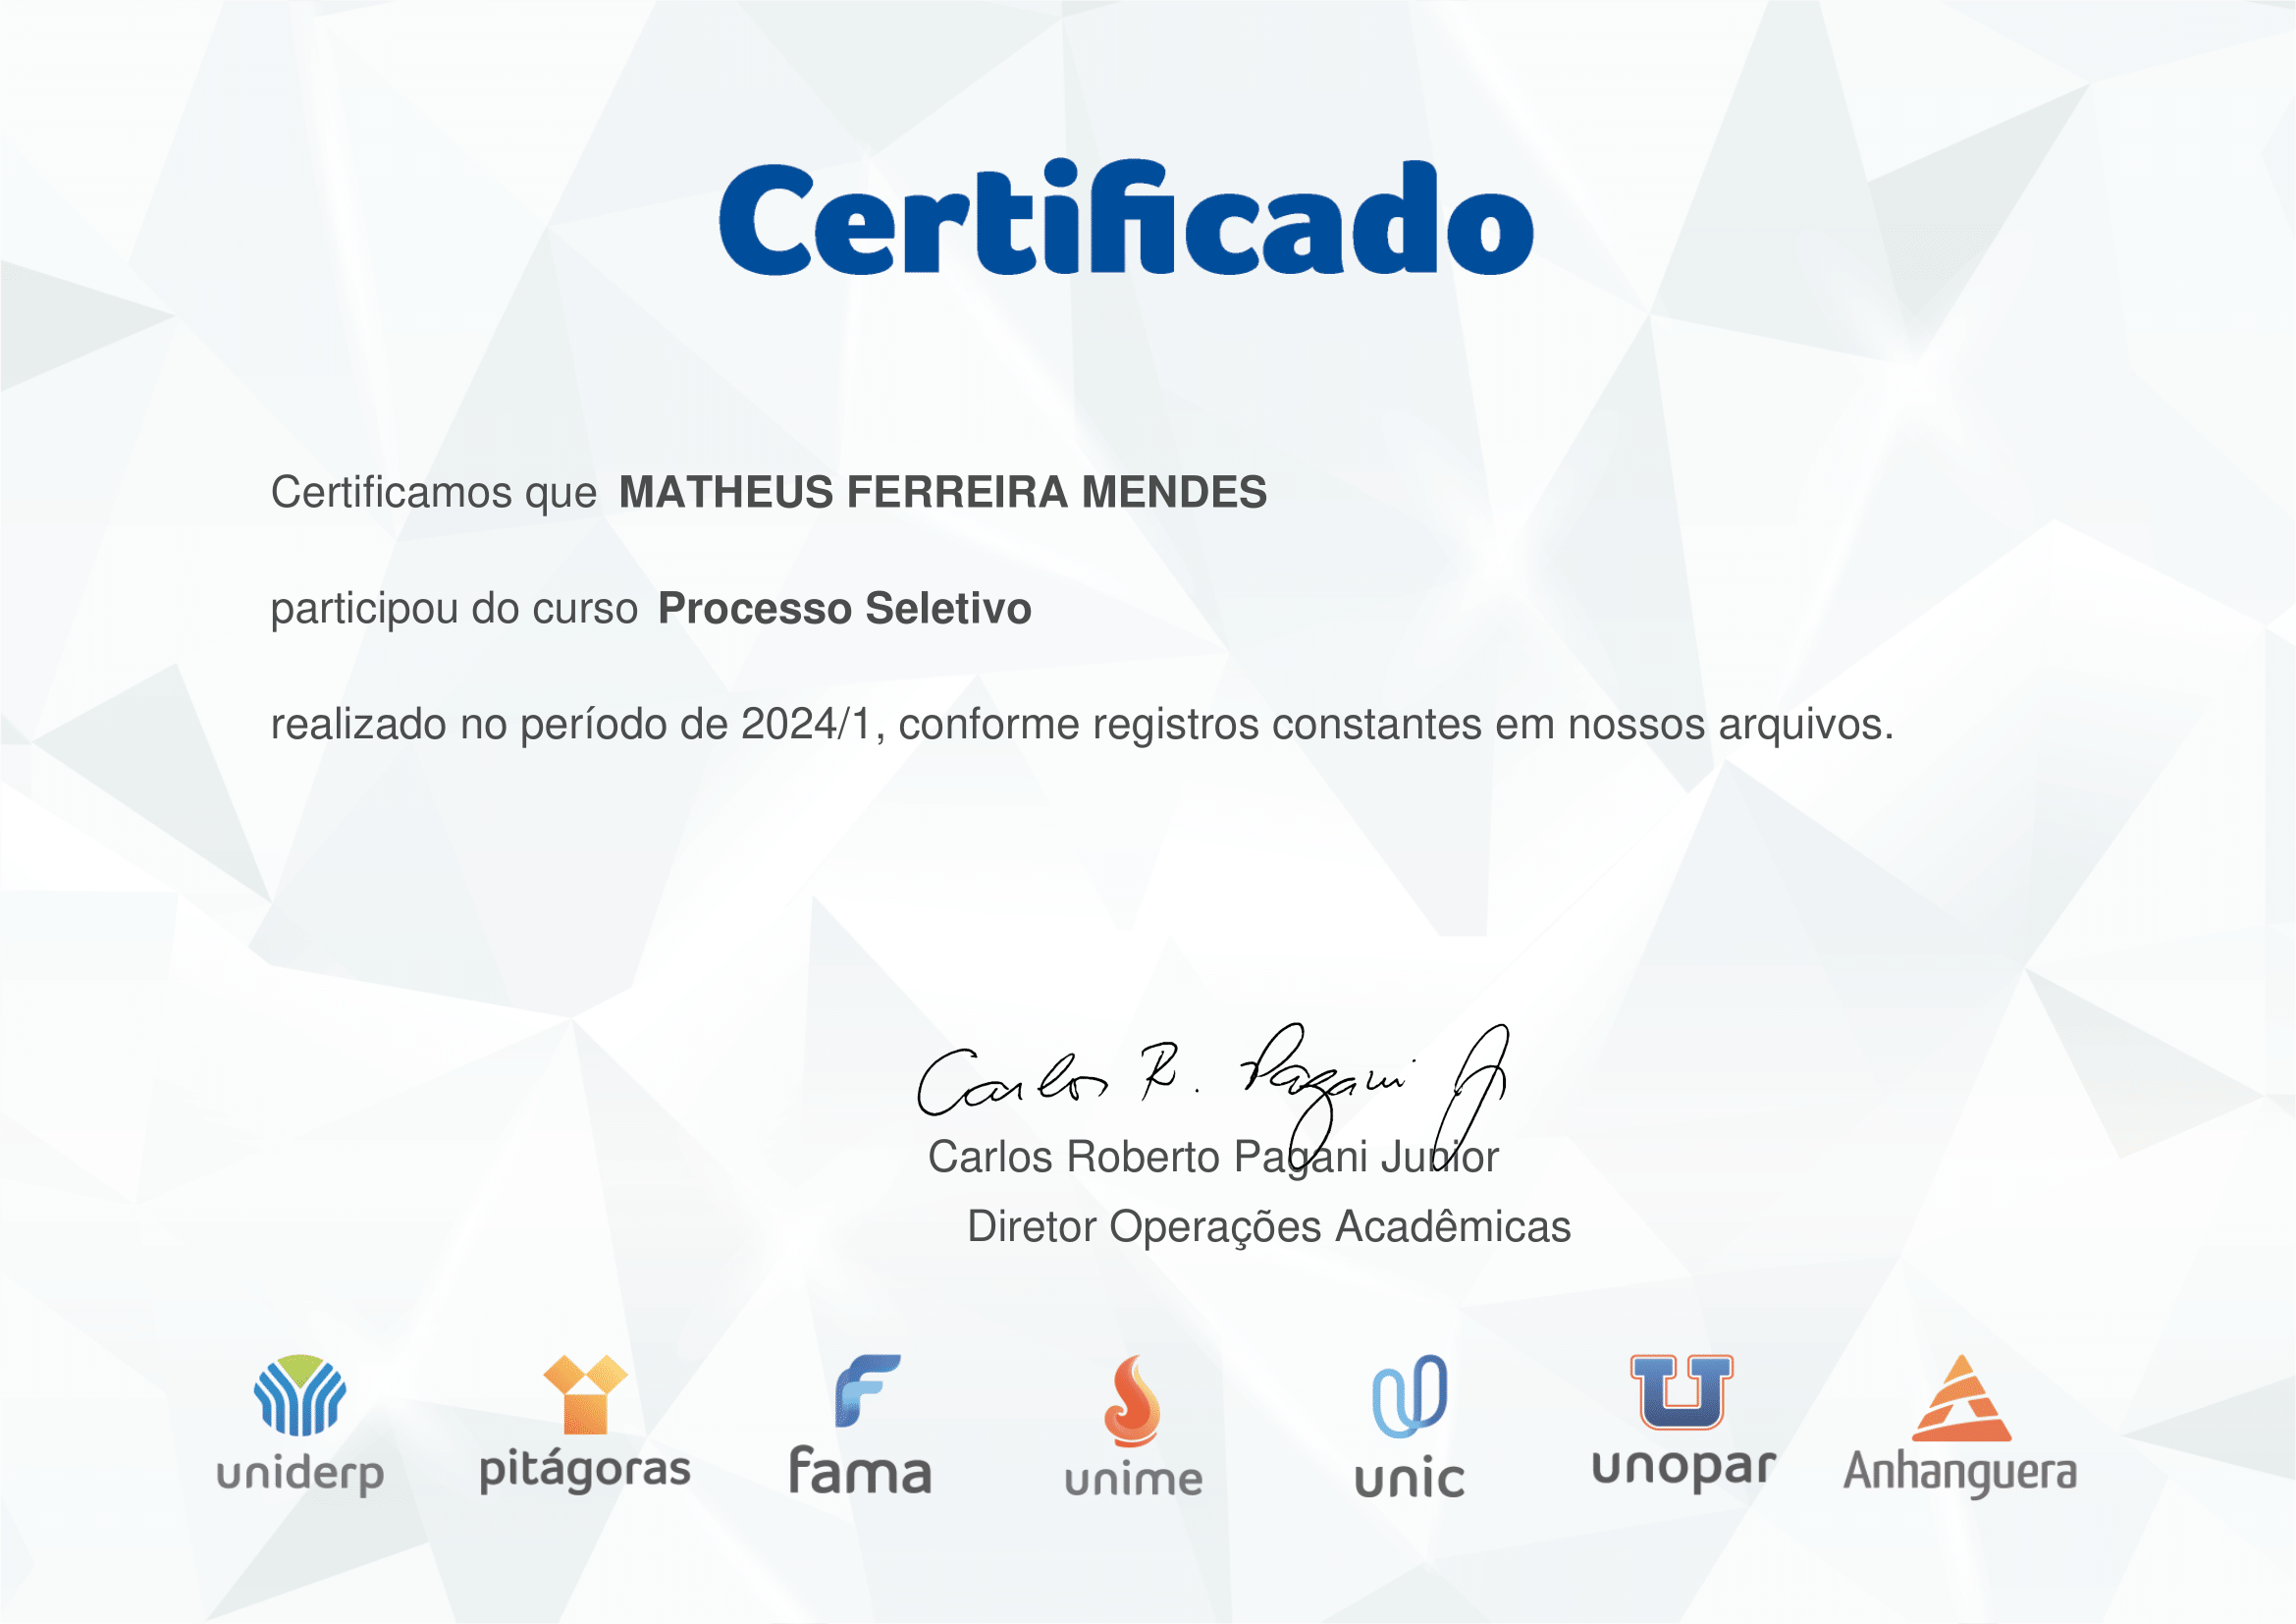 Certificado
Certificamos que MATHEUS FERREIRA MENDES
participou do curso Processo Seletivo
realizado no período de 2024/1, conforme registros constantes em nossos arquivos.
Carlos R. Pagani Jr
Carlos Roberto Pagani Junior
Diretor Operações Acadêmicas
uniderp pitágoras fama unime unic unopar Anhanguera